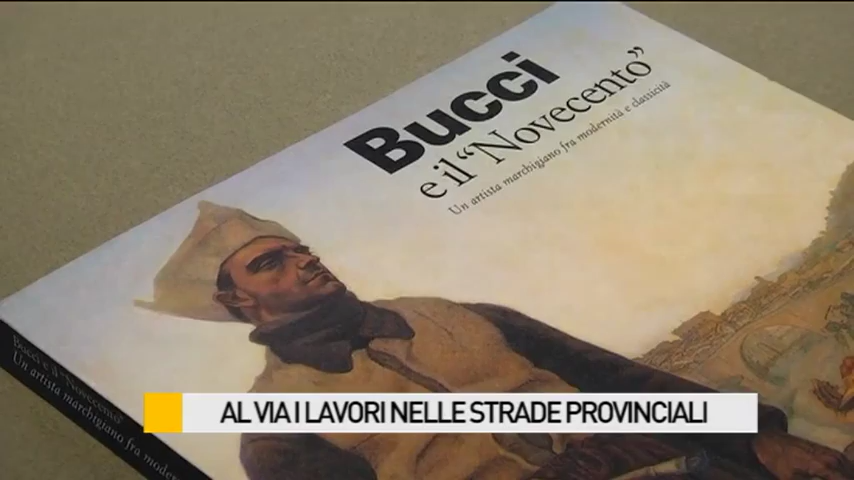 Bucci
e il “Novecento”
Un artista marchigiano fra modernità e classicità
Bucci e il “Novecento”
Un artista marchigiano fra moder
AL VIA I LAVORI NELLE STRADE PROVINCIALI